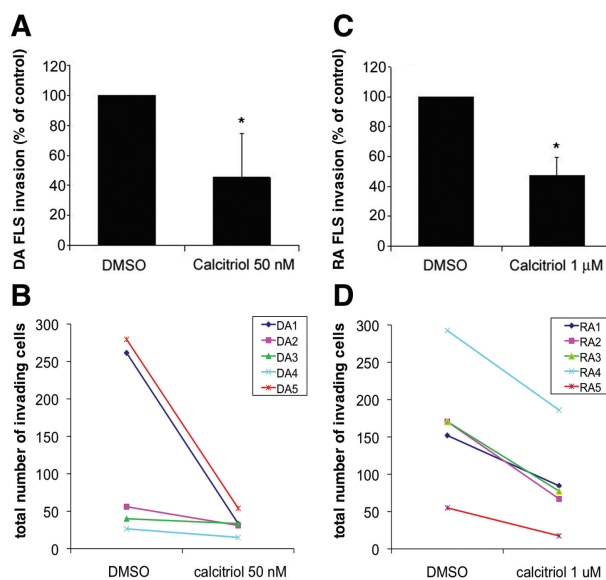 A
DA FLS invasion (% of control)
120
100
80
60
40
20
0
*
DMSO
Calcitriol 50 nM
C
RA FLS invasion (% of control)
120
100
80
60
40
20
0
*
DMSO
Calcitriol 1 µM
B
total number of invading cells
300
250
200
150
100
50
0
DA1
DA2
DA3
DA4
DA5
DMSO
calcitriol 50 nM
D
total number of invading cells
300
250
200
150
100
50
0
RA1
RA2
RA3
RA4
RA5
DMSO
calcitriol 1 uM